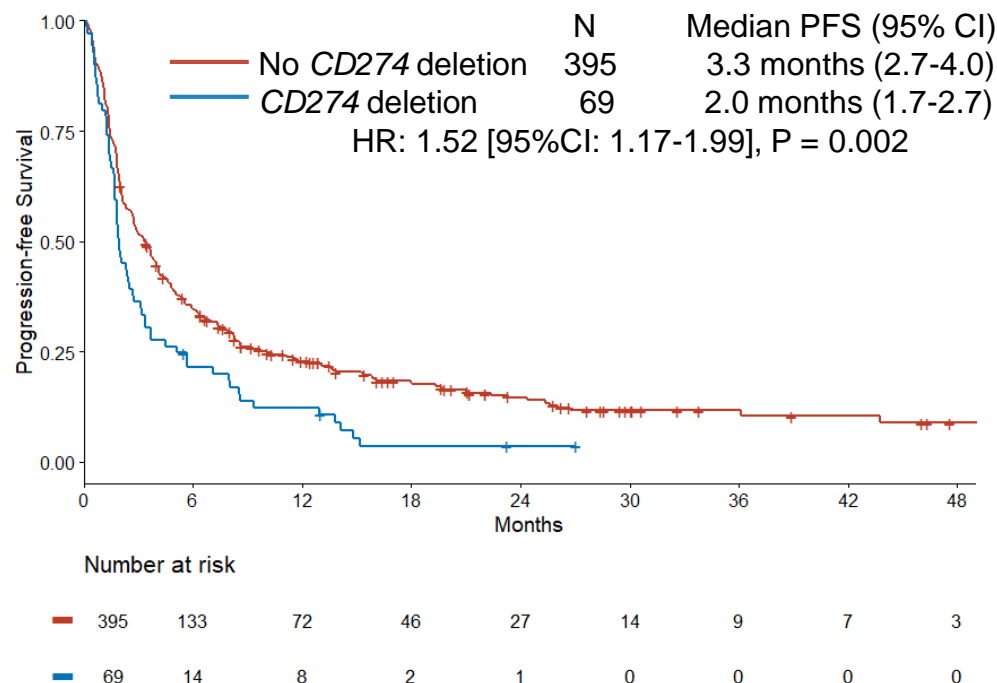 N Median PFS (95% CI)
No CD274 deletion 395 3.3 months (2.7-4.0)
CD274 deletion 69 2.0 months (1.7-2.7)
HR: 1.52 [95%CI: 1.17-1.99], P = 0.002
Progression-free Survival
1.00
0.75
0.50
0.25
0.00
0 6 12 18 24 30 36 42 48
Months
Number at risk
395 133 72 46 27 14 9 7 3
69 14 8 2 1 0 0 0 0